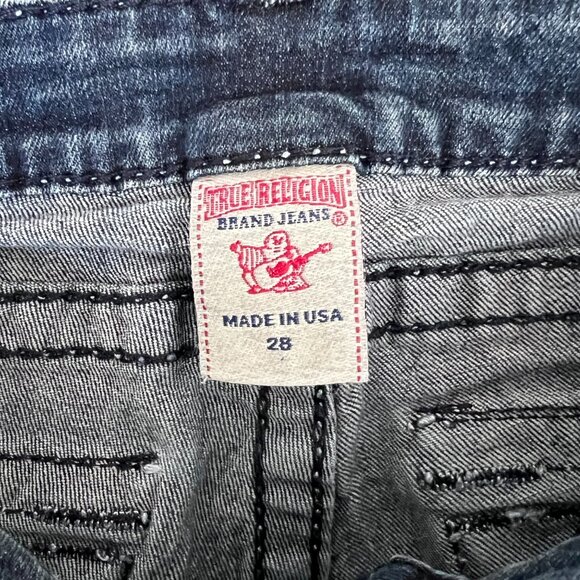 TRUE RELIGION
BRAND JEANS ®
MADE IN USA
28